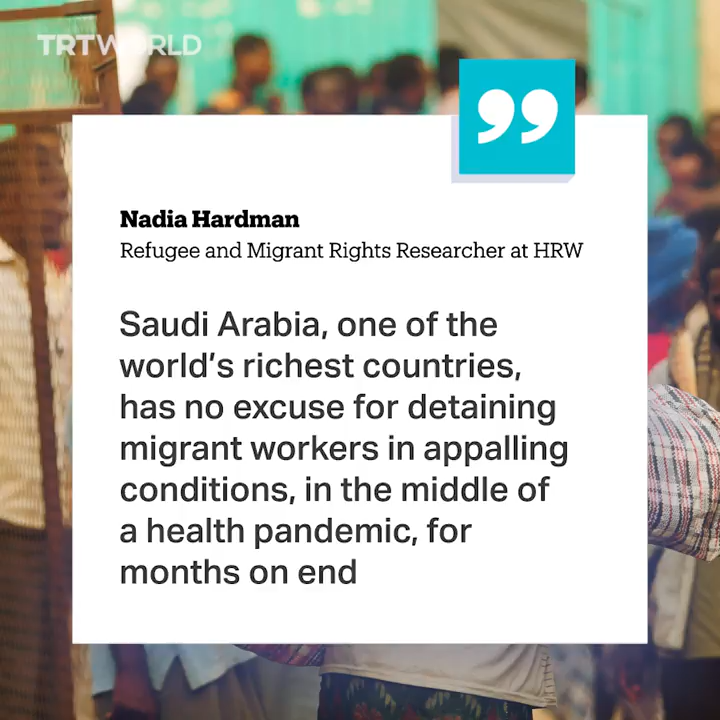 TRTWORLD
Nadia Hardman
Refugee and Migrant Rights Researcher at HRW
Saudi Arabia, one of the
world's richest countries,
has no excuse for detaining
migrant workers in appalling
conditions, in the middle of
a health pandemic, for
months on end